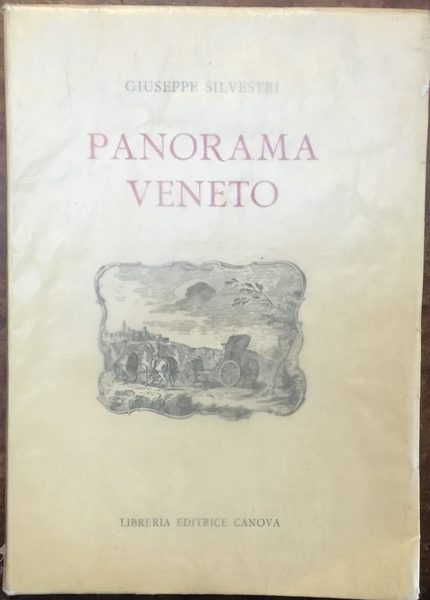 GIUSEPPE SILVESTRI
PANORAMA
VENETO
LIBRERIA EDITRICE CANOVA